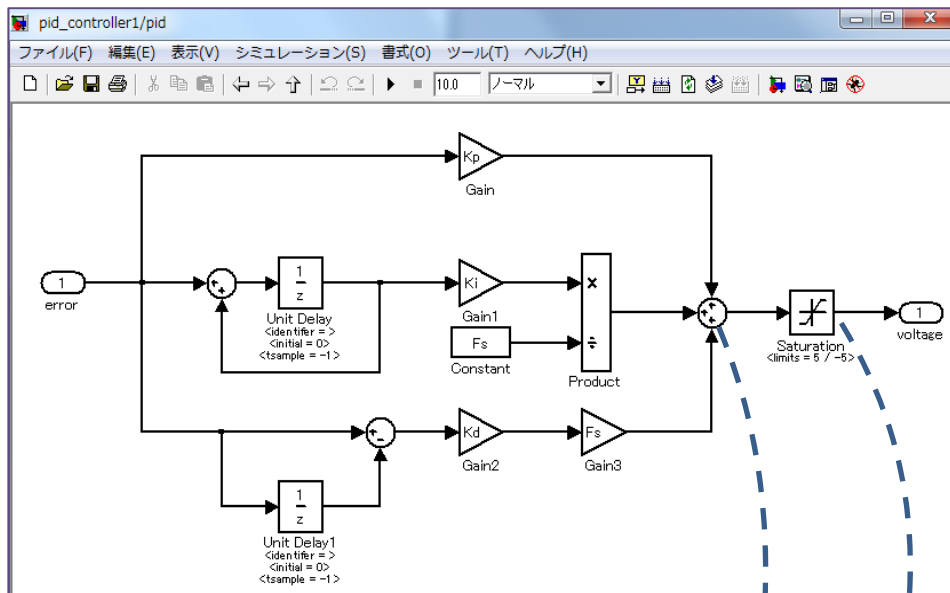 pid_controller1/pid
ファイル(F) 編集(E) 表示(V) シミュレーション(S) 書式(O) ツール(T) ヘルプ(H)
10.0 ノーマル
Kp
Gain
1
error
1
z
Unit Delay
<identifer = >
<initial = 0>
<tsample = -1>
Ki
Gain1
Fs
Constant
×
÷
Product
Saturation
<limits = 5 / -5>
1
voltage
Kd
Gain2
Fs
Gain3
1
z
Unit Delay1
<identifer = >
<initial = 0>
<tsample = -1>